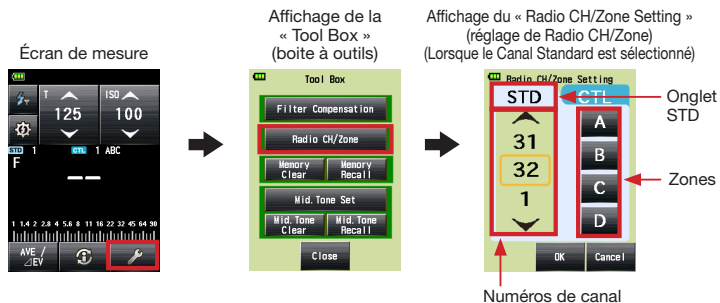 Écran de mesure
T
125
ISO
100
STD 1 CTL 1 ABC
F
1 1.4 2 2.8 4 5.6 8 11 16 22 32 45 64 90
AVE /
⊿EV
Affichage de la
« Tool Box »
(boite à outils)
Tool Box
Filter Compensation
Radio CH/Zone
Memory
Clear
Memory
Recall
Mid. Tone Set
Mid. Tone
Clear
Mid. Tone
Recall
Close
Affichage du « Radio CH/Zone Setting »
(réglage de Radio CH/Zone)
(Lorsque le Canal Standard est sélectionné)
Radio CH/Zone Setting
STD
CTL
31
32
1
A
B
C
D
OK
Cancel
Onglet
STD
Zones
Numéros de canal